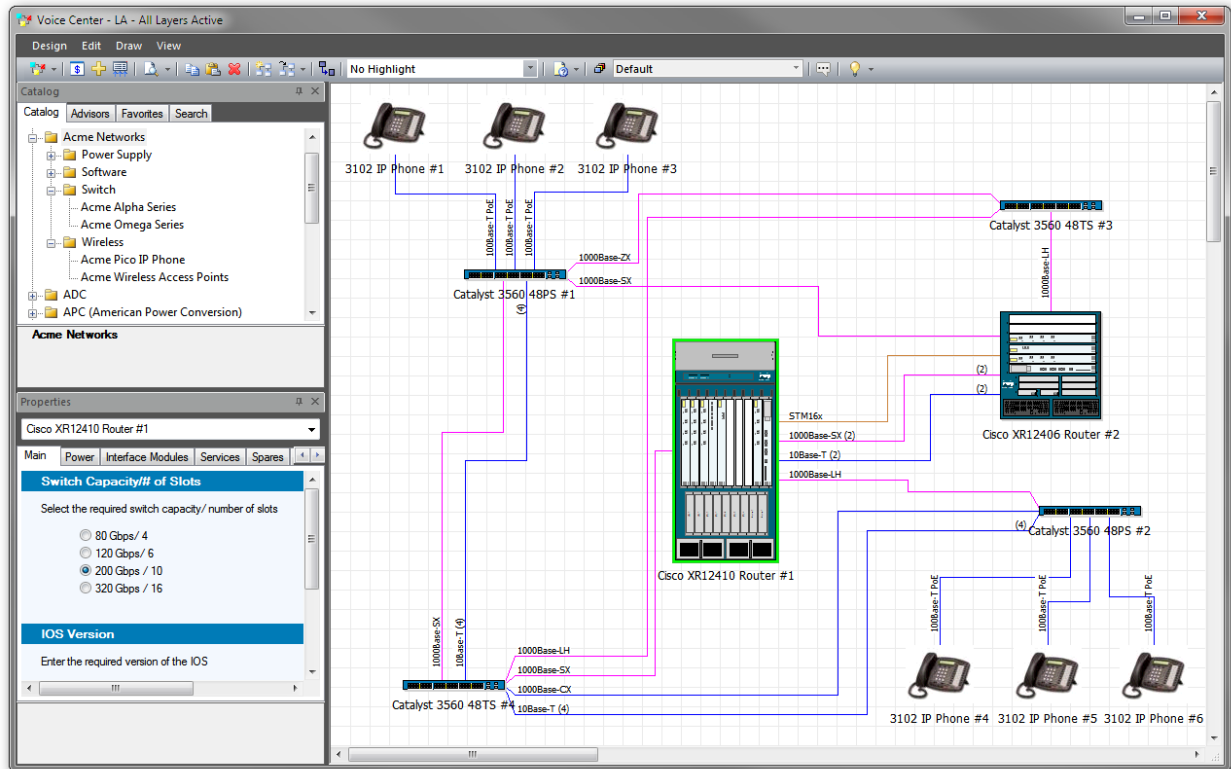 Voice Center - LA - All Layers Active
Design Edit Draw View
No Highlight
Default
Catalog
Catalog Advisors Favorites Search
Acme Networks
Power Supply
Software
Switch
Acme Alpha Series
Acme Omega Series
Wireless
Acme Pico IP Phone
Acme Wireless Access Points
ADC
APC (American Power Conversion)
Acme Networks
Properties
Cisco XR12410 Router #1
Main Power Interface Modules Services Spares
Switch Capacity/# of Slots
Select the required switch capacity/ number of slots
80 Gbps/ 4
120 Gbps/ 6
200 Gbps / 10
320 Gbps / 16
IOS Version
Enter the required version of the IOS
3102 IP Phone #1
3102 IP Phone #2
3102 IP Phone #3
100Base-T PoE
100Base-T PoE
100Base-T PoE
Catalyst 3560 48TS #3
1000Base-LH
1000Base-ZX
1000Base-SX
Catalyst 3560 48PS #1
(4)
(2)
(2)
STM16x
1000Base-SX (2)
10Base-T (2)
1000Base-LH
Cisco XR12406 Router #2
(4)
Catalyst 3560 48PS #2
Cisco XR12410 Router #1
100Base-T PoE
100Base-T PoE
100Base-T PoE
1000Base-SX
10Base-T (4)
1000Base-LH
1000Base-SX
1000Base-CX
10Base-T (4)
Catalyst 3560 48TS #4
3102 IP Phone #4
3102 IP Phone #5
3102 IP Phone #6